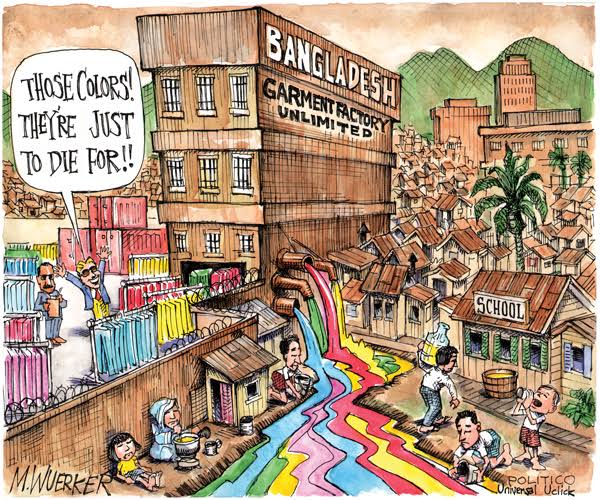 THOSE COLORS!
THEY'RE JUST
TO DIE FOR!!
BANGLADESH
GARMENT FACTORY
UNLIMITED
SCHOOL
M.WUERKER
POLITICO
Universal Uclick